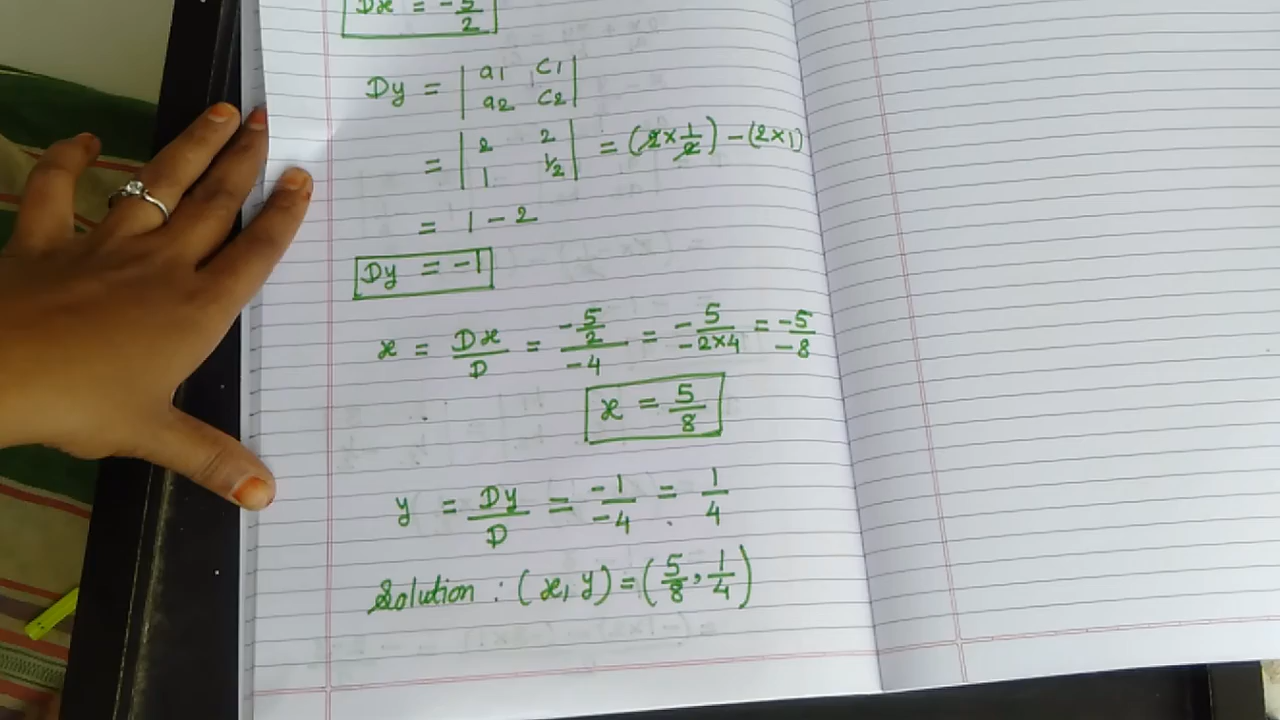 Dx = -5/2
Dy = | a1 c1 |
| a2 c2 |
= | 2 2 | = (2 × 1/2) - (2 × 1)
| 1 1/2 |
= 1 - 2
Dy = -1
x = Dx/D = (-5/2)/-4 = -5/(-2×4) = -5/-8
x = 5/8
y = Dy/D = -1/-4 = 1/4
Solution : (x, y) = (5/8, 1/4)